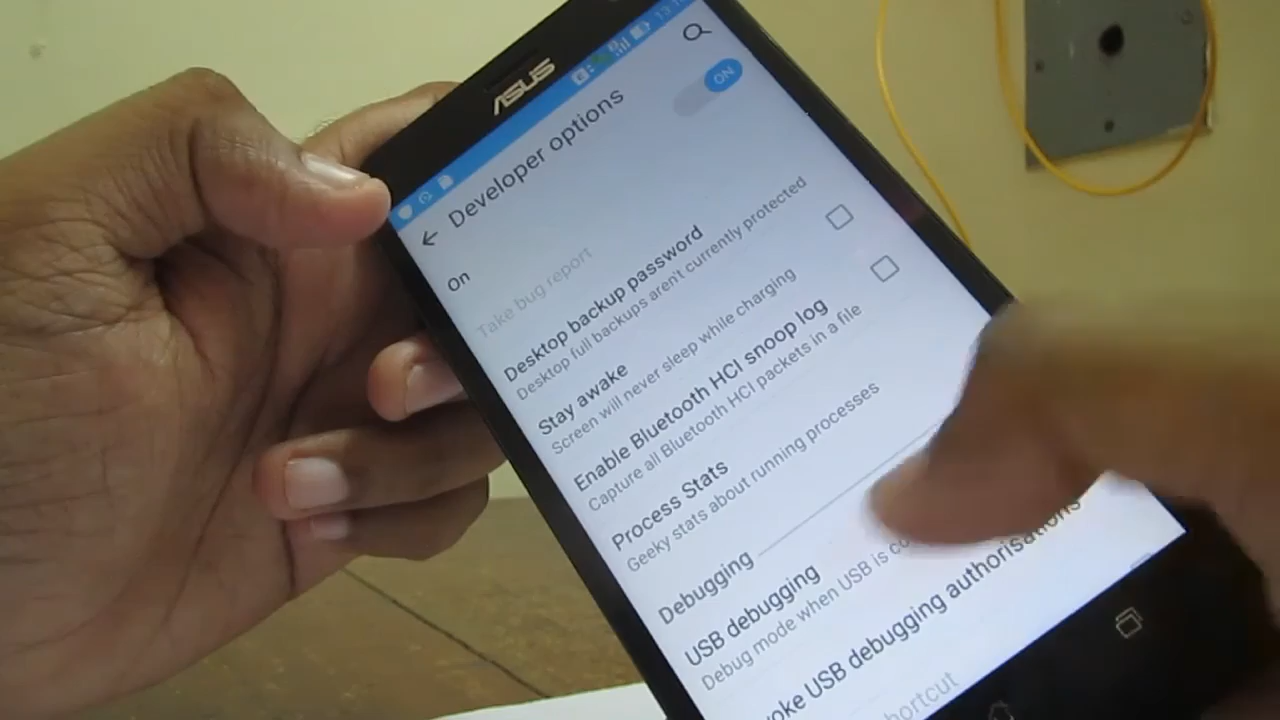 ASUS
Developer options
ON
On
Take bug report
Desktop backup password
Desktop full backups aren't currently protected
Stay awake
Screen will never sleep while charging
Enable Bluetooth HCI snoop log
Capture all Bluetooth HCI packets in a file
Process Stats
Geeky stats about running processes
Debugging
USB debugging
Debug mode when USB is
USB debugging authorisations